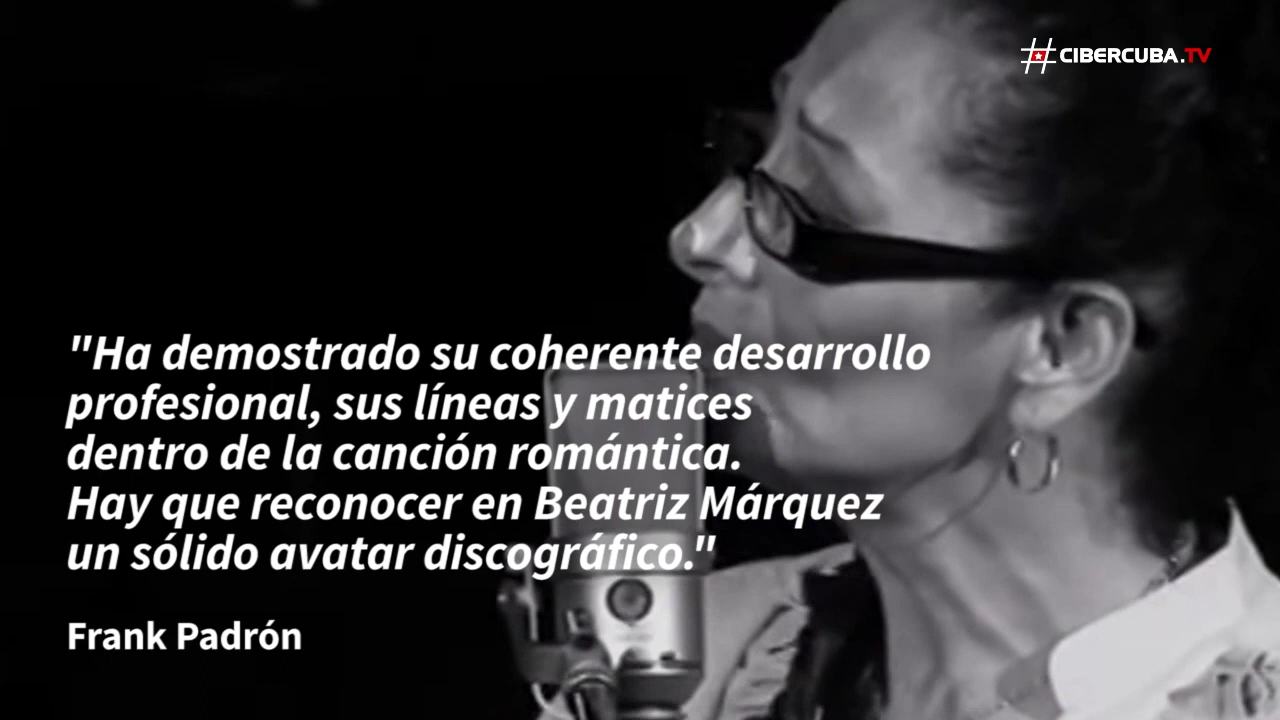 #CIBERCUBA.TV
"Ha demostrado su coherente desarrollo
profesional, sus líneas y matices
dentro de la canción romántica.
Hay que reconocer en Beatriz Márquez
un sólido avatar discográfico."
Frank Padrón